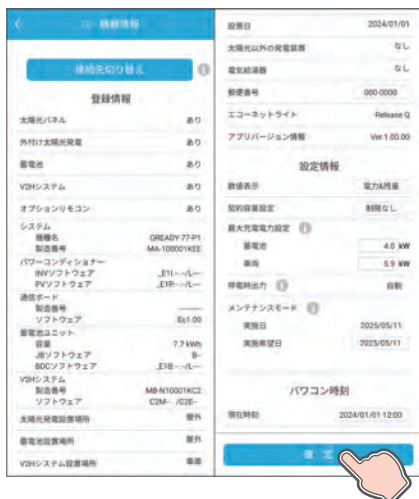 機器情報
接続先切り替え
登録情報
太陽光パネル あり
外付け太陽光発電 あり
蓄電池 あり
V2Hシステム あり
オプションリモコン あり
システム
機種名 QREADY-77-P1
製造番号 MA-100001KEE
パワーコンディショナー
INVソフトウェア
PVソフトウェア
通信ボード
製造番号
ソフトウェア Ec1.00
蓄電池ユニット
容量 7.7 kWh
JBソフトウェア B-
BDCソフトウェア
V2Hシステム
製造番号 MB-N10001KC2
ソフトウェア C2M- /C2E-
太陽光発電設置場所 屋外
蓄電池設置場所 屋外
V2Hシステム設置場所 車庫
設置日 2024/01/01
太陽光以外の発電装置 なし
電気給湯器 なし
郵便番号 000-0000
エコーネットライト Release Q
アプリバージョン情報 Ver 1.00.00
設定情報
数値表示 電力&残量
契約容量設定 制限なし
最大充電電力設定
蓄電池 4.0 kW
車両 5.9 kW
停電時出力 自動
メンテナンスモード
実施日 2025/05/11
実施希望日 2025/05/11
パワコン時刻
現在時刻 2024/01/01 12:00
確 定